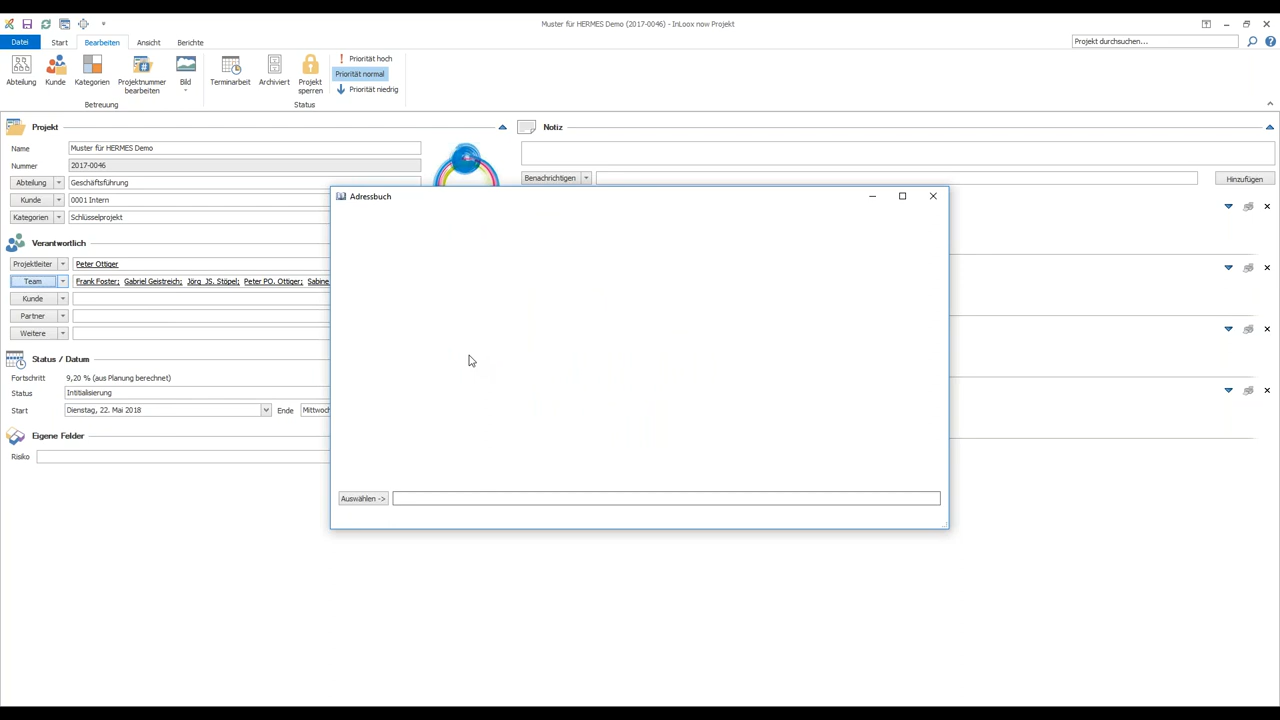 Muster für HERMES Demo (2017-0046) - InLoox now Projekt
Datei Start Bearbeiten Ansicht Berichte
Projekt durchsuchen...
Abteilung
Kunde
Kategorien
Projektnummer bearbeiten
Bild
Terminarbeit
Archiviert
Projekt sperren
Priorität hoch
Priorität normal
Priorität niedrig
Betreuung
Status
Projekt
Name Muster für HERMES Demo
Nummer 2017-0046
Abteilung Geschäftsführung
Kunde 0001 Intern
Kategorien Schlüsselprojekt
Verantwortlich
Projektleiter Peter Ottiger
Team Frank Foster; Gabriel Geistreich; Jörg JS. Stöpel; Peter PO. Ottiger; Sabine
Kunde
Partner
Weitere
Status / Datum
Fortschritt 9,20 % (aus Planung berechnet)
Status Intitialisierung
Start Dienstag, 22. Mai 2018 Ende Mittwoch
Eigene Felder
Risiko
Notiz
Benachrichtigen
Hinzufügen
Adressbuch
Auswählen ->